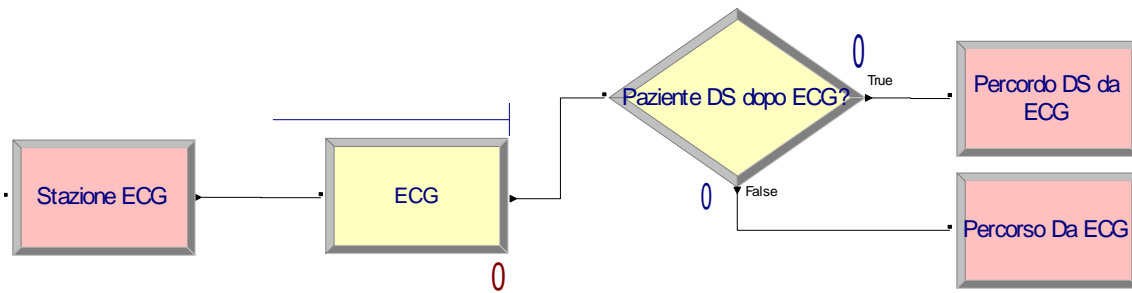 0
True
Paziente DS dopo ECG?
Percordo DS da
ECG
Stazione ECG
ECG
0
False
Percorso Da ECG
0